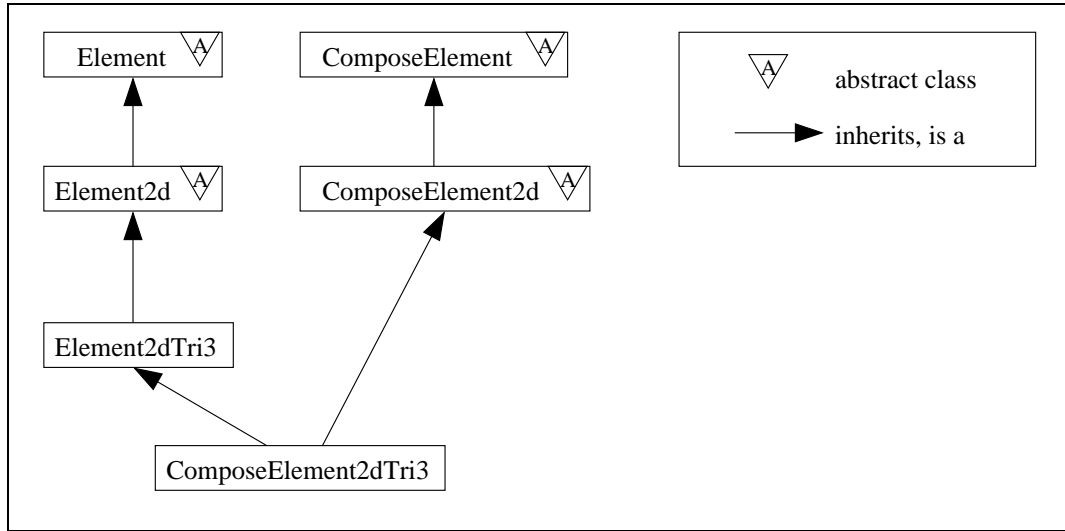 Element A
ComposeElement A
A abstract class
inherits, is a
Element2d A
ComposeElement2d A
Element2dTri3
ComposeElement2dTri3